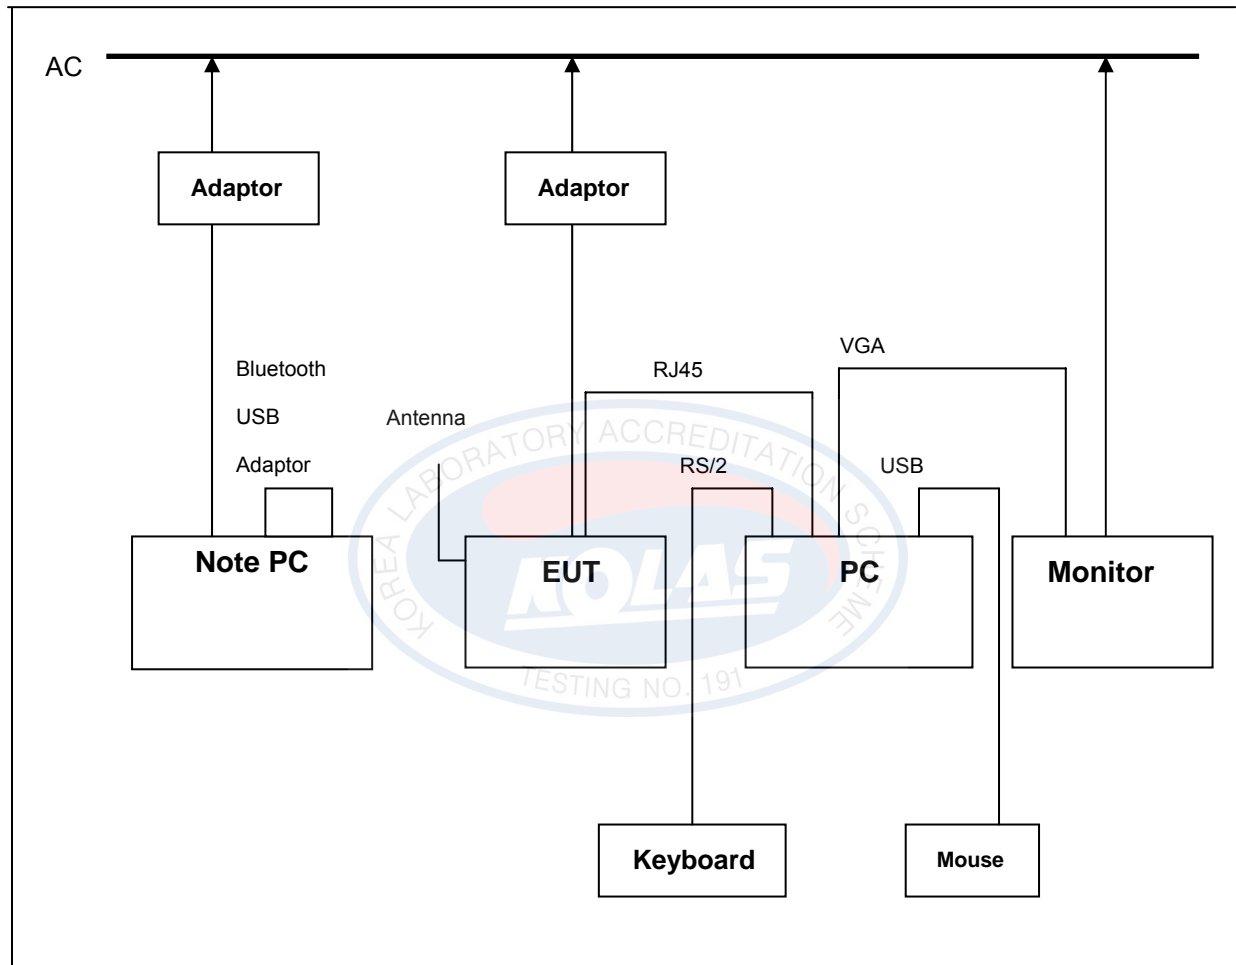 AC
Adaptor
Adaptor
VGA
Bluetooth
RJ45
USB
Antenna
Adaptor
RS/2
USB
Note PC
EUT
PC
Monitor
KOREA LABORATORY ACCREDITATION SCHEME
KOLAS
TESTING NO. 191
Keyboard
Mouse